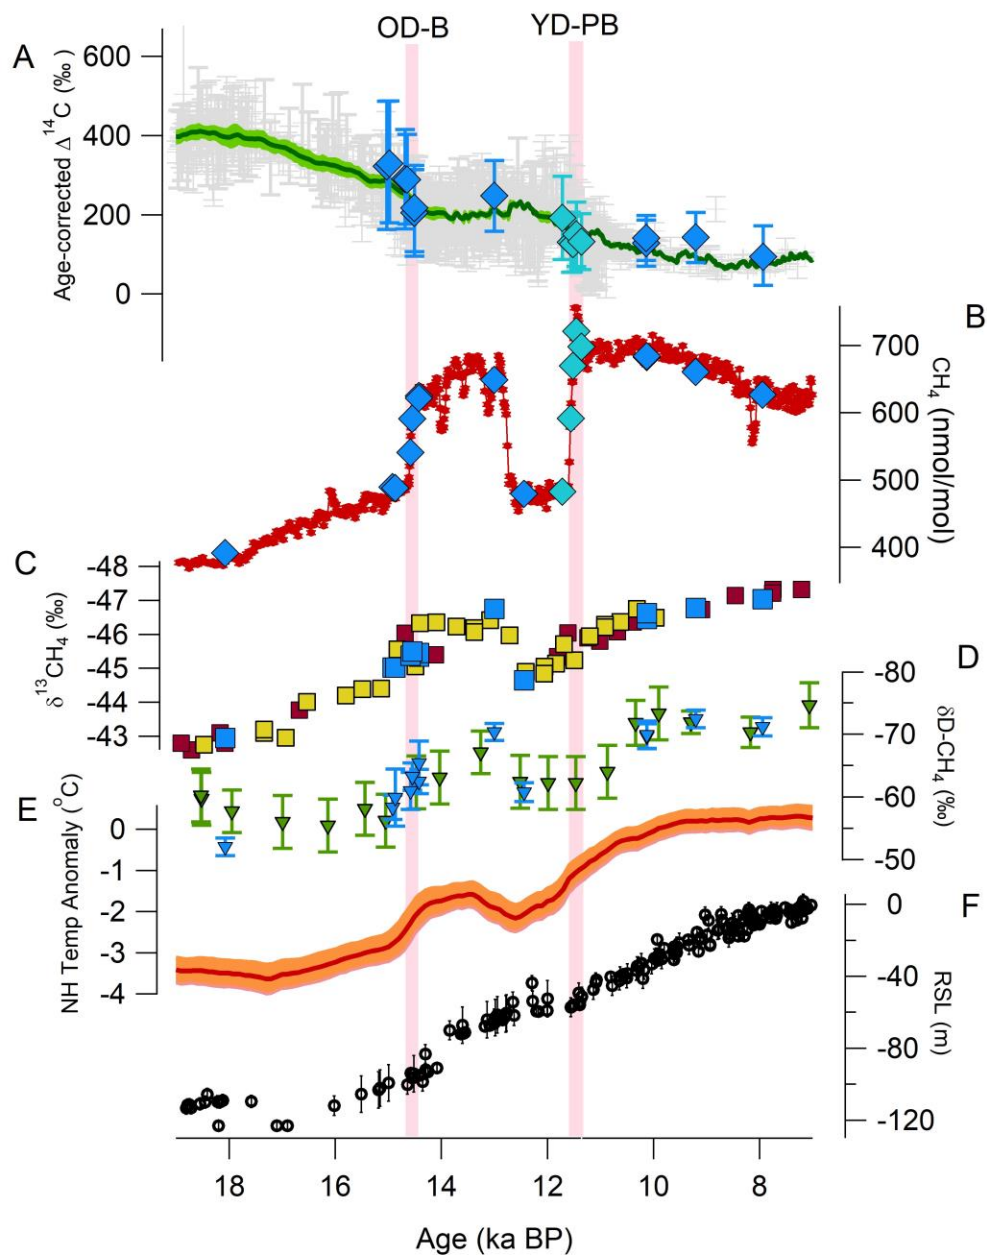 OD-B
YD-PB
A
Age-corrected Δ¹⁴C (‰)
600
400
200
0
B
CH₄ (nmol/mol)
700
600
500
400
C
δ¹³CH₄ (‰)
-48
-47
-46
-45
-44
-43
D
δD-CH₄ (‰)
-80
-70
-60
-50
E
NH Temp Anomaly (°C)
0
-1
-2
-3
-4
F
RSL (m)
0
-40
-80
-120
18
16
14
12
10
8
Age (ka BP)